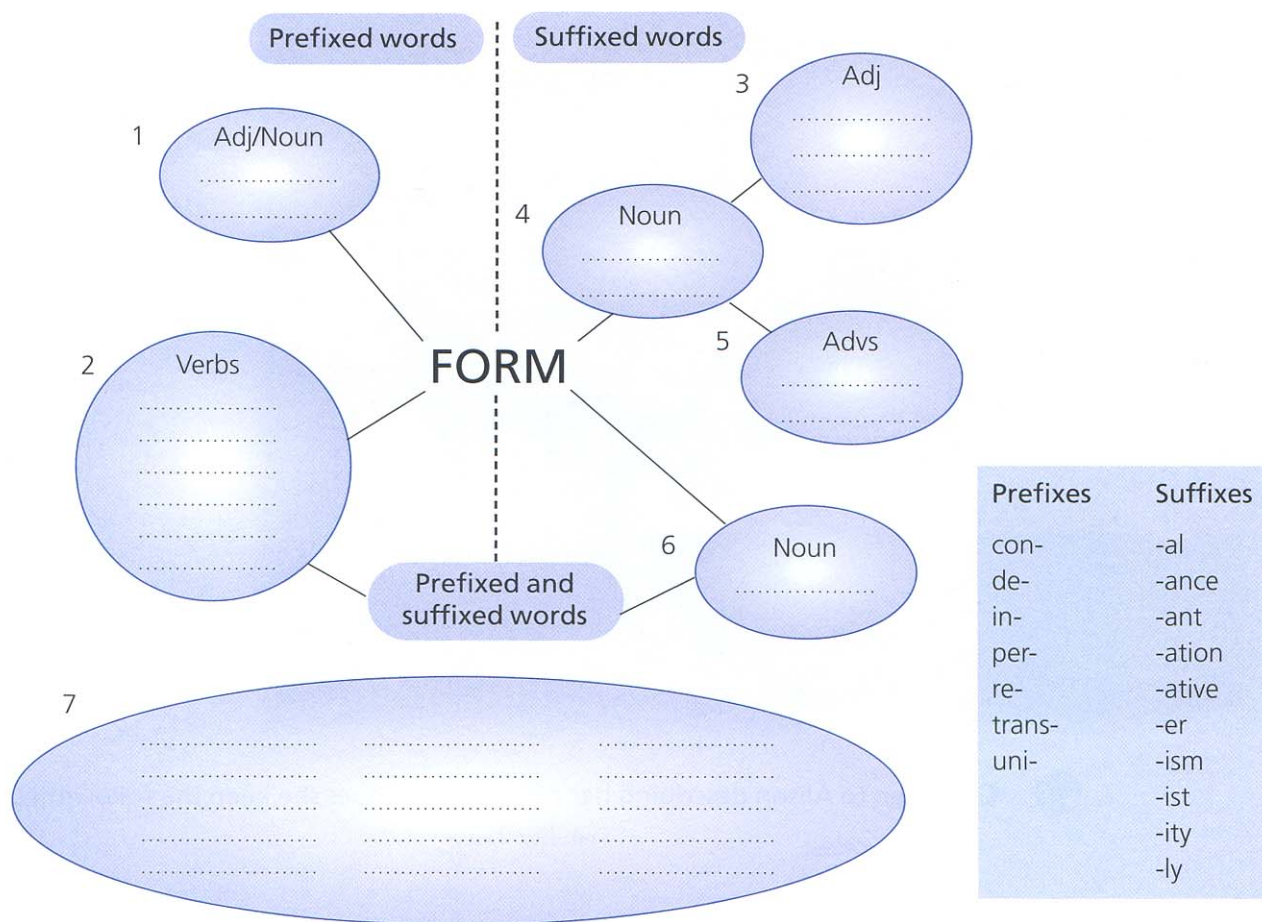 Prefixed words
Suffixed words
1
Adj/Noun
2
Verbs
3
Adj
4
Noun
5
Advs
FORM
6
Noun
Prefixed and
suffixed words
7
Prefixes Suffixes
con- -al
de- -ance
in- -ant
per- -ation
re- -ative
trans- -er
uni- -ism
-ist
-ity
-ly